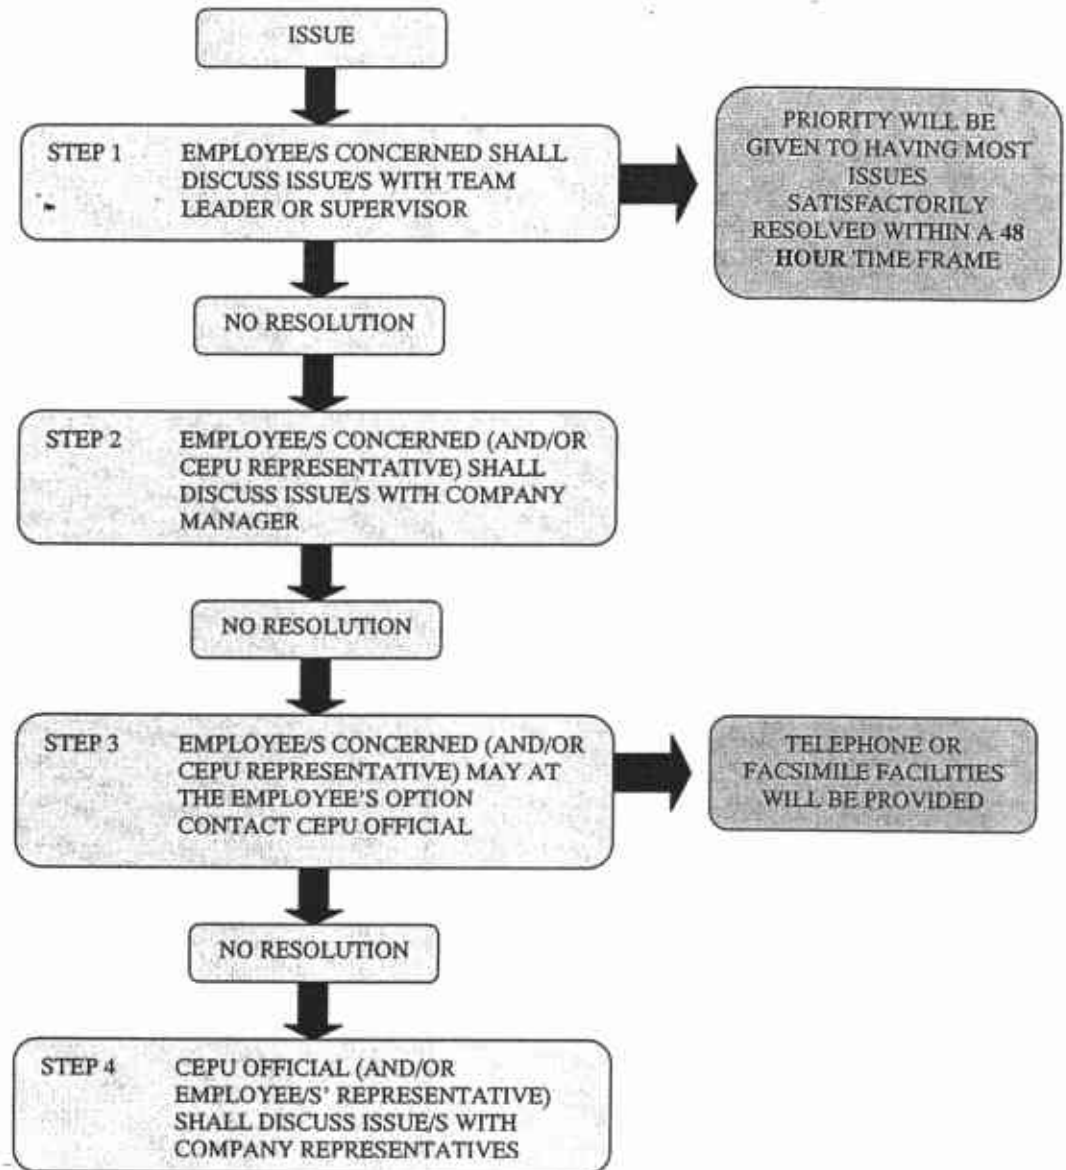 ISSUE
STEP 1 EMPLOYEE/S CONCERNED SHALL
DISCUSS ISSUE/S WITH TEAM
LEADER OR SUPERVISOR
PRIORITY WILL BE
GIVEN TO HAVING MOST
ISSUES
SATISFACTORILY
RESOLVED WITHIN A 48
HOUR TIME FRAME
NO RESOLUTION
STEP 2 EMPLOYEE/S CONCERNED (AND/OR
CEPU REPRESENTATIVE) SHALL
DISCUSS ISSUE/S WITH COMPANY
MANAGER
NO RESOLUTION
STEP 3 EMPLOYEE/S CONCERNED (AND/OR
CEPU REPRESENTATIVE) MAY AT
THE EMPLOYEE'S OPTION
CONTACT CEPU OFFICIAL
TELEPHONE OR
FACSIMILE FACILITIES
WILL BE PROVIDED
NO RESOLUTION
STEP 4 CEPU OFFICIAL (AND/OR
EMPLOYEE/S' REPRESENTATIVE)
SHALL DISCUSS ISSUE/S WITH
COMPANY REPRESENTATIVES